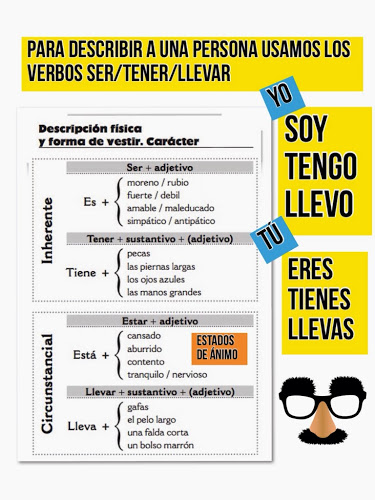 PARA DESCRIBIR A UNA PERSONA USAMOS LOS
VERBOS SER/TENER/LLEVAR
YO
SOY
TENGO
LLEVO
TÚ
ERES
TIENES
LLEVAS
Descripción física
y forma de vestir. Carácter
Inherente
Ser + adjetivo
Es +
moreno / rubio
fuerte / debil
amable / maleducado
simpático / antipático
Tener + sustantivo + (adjetivo)
Tiene +
pecas
las piernas largas
los ojos azules
las manos grandes
Circunstancial
Estar + adjetivo
Está +
cansado
aburrido
contento
tranquilo / nervioso
ESTADOS
DE ÁNIMO
Llevar + sustantivo + (adjetivo)
Lleva +
gafas
el pelo largo
una falda corta
un bolso marrón